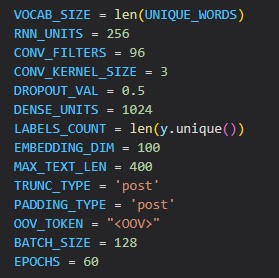 VOCAB_SIZE = len(UNIQUE_WORDS)
RNN_UNITS = 256
CONV_FILTERS = 96
CONV_KERNEL_SIZE = 3
DROPOUT_VAL = 0.5
DENSE_UNITS = 1024
LABELS_COUNT = len(y.unique())
EMBEDDING_DIM = 100
MAX_TEXT_LEN = 400
TRUNC_TYPE = 'post'
PADDING_TYPE = 'post'
OOV_TOKEN = "<OOV>"
BATCH_SIZE = 128
EPOCHS = 60